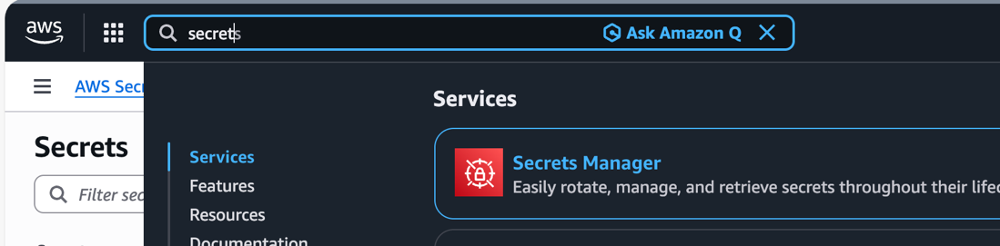 aws
secrets
Ask Amazon Q
AWS Secr
Secrets
Filter sec
Services
Features
Resources
Documentation
Services
Secrets Manager
Easily rotate, manage, and retrieve secrets throughout their lifec